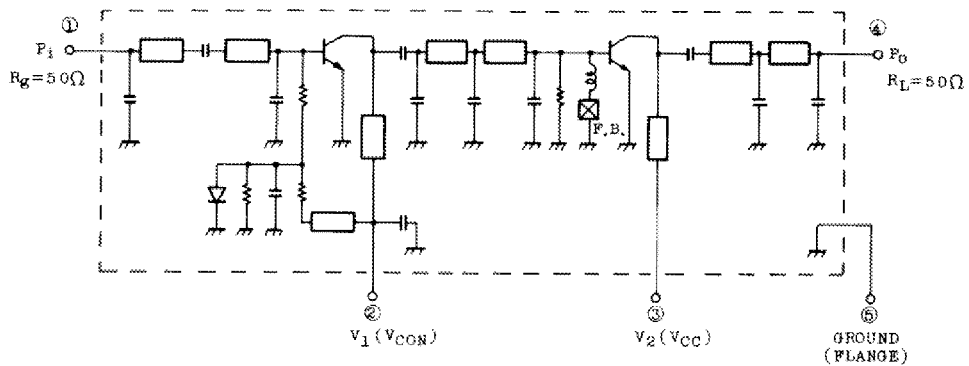 ①
④
Pi
Po
Rg=50Ω
RL=50Ω
F.B.
②
③
⑤
V1(VCON)
V2(VCC)
GROUND
(FLANGE)